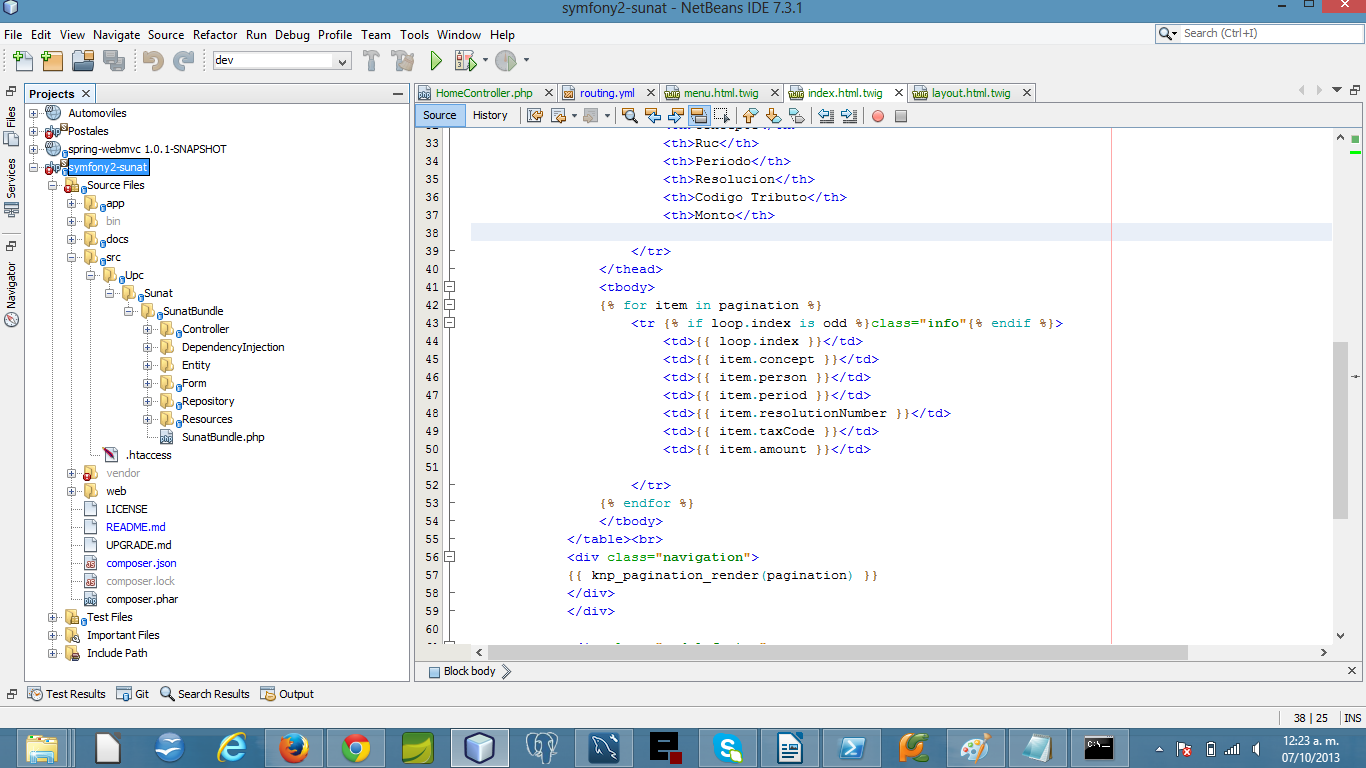 symfony2-sunat - NetBeans IDE 7.3.1
File Edit View Navigate Source Refactor Run Debug Profile Team Tools Window Help
Search (Ctrl+I)
dev
Files
Services
Navigator
Projects
Automoviles
Postales
spring-webmvc 1.0.1-SNAPSHOT
symfony2-sunat
Source Files
app
bin
docs
src
Upc
Sunat
SunatBundle
Controller
DependencyInjection
Entity
Form
Repository
Resources
SunatBundle.php
.htaccess
vendor
web
LICENSE
README.md
UPGRADE.md
composer.json
composer.lock
composer.phar
Test Files
Important Files
Include Path
HomeController.php routing.yml menu.html.twig index.html.twig layout.html.twig
Source History
33 <th>Ruc</th>
34 <th>Periodo</th>
35 <th>Resolucion</th>
36 <th>Codigo Tributo</th>
37 <th>Monto</th>
38
39 </tr>
40 </thead>
41 <tbody>
42 {% for item in pagination %}
43 <tr {% if loop.index is odd %}class="info"{% endif %}>
44 <td>{{ loop.index }}</td>
45 <td>{{ item.concept }}</td>
46 <td>{{ item.person }}</td>
47 <td>{{ item.period }}</td>
48 <td>{{ item.resolutionNumber }}</td>
49 <td>{{ item.taxCode }}</td>
50 <td>{{ item.amount }}</td>
51
52 </tr>
53 {% endfor %}
54 </tbody>
55 </table><br>
56 <div class="navigation">
57 {{ knp_pagination_render(pagination) }}
58 </div>
59 </div>
60
Block body
Test Results Git Search Results Output
38 | 25 INS
12:23 a. m.
07/10/2013